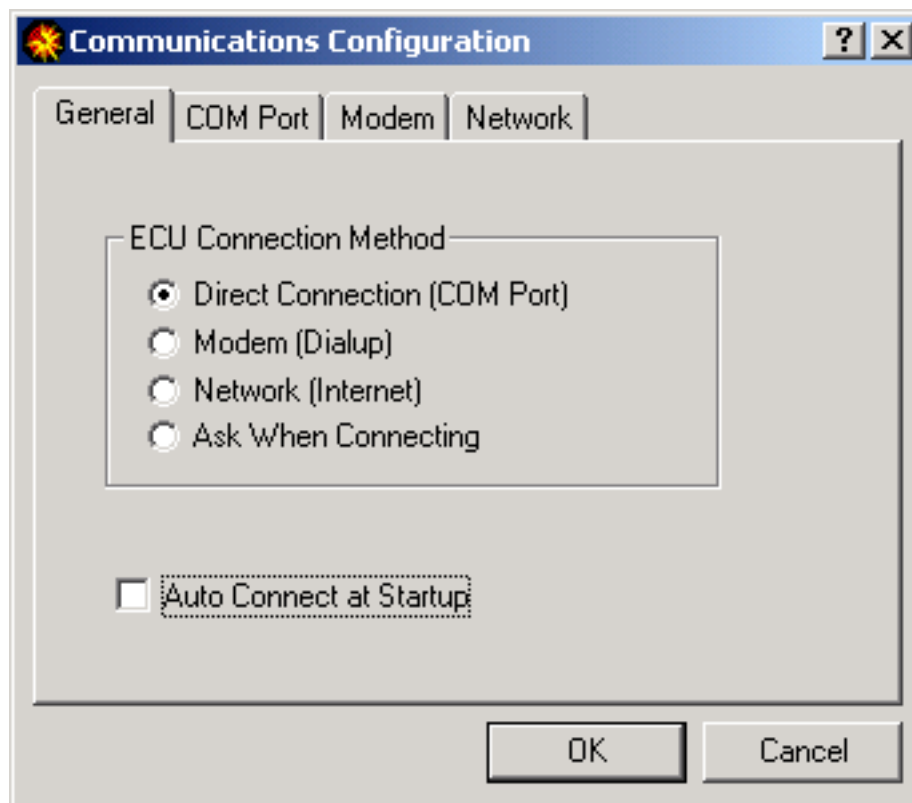 Communications Configuration
General COM Port Modem Network
ECU Connection Method
Direct Connection (COM Port)
Modem (Dialup)
Network (Internet)
Ask When Connecting
Auto Connect at Startup
OK Cancel